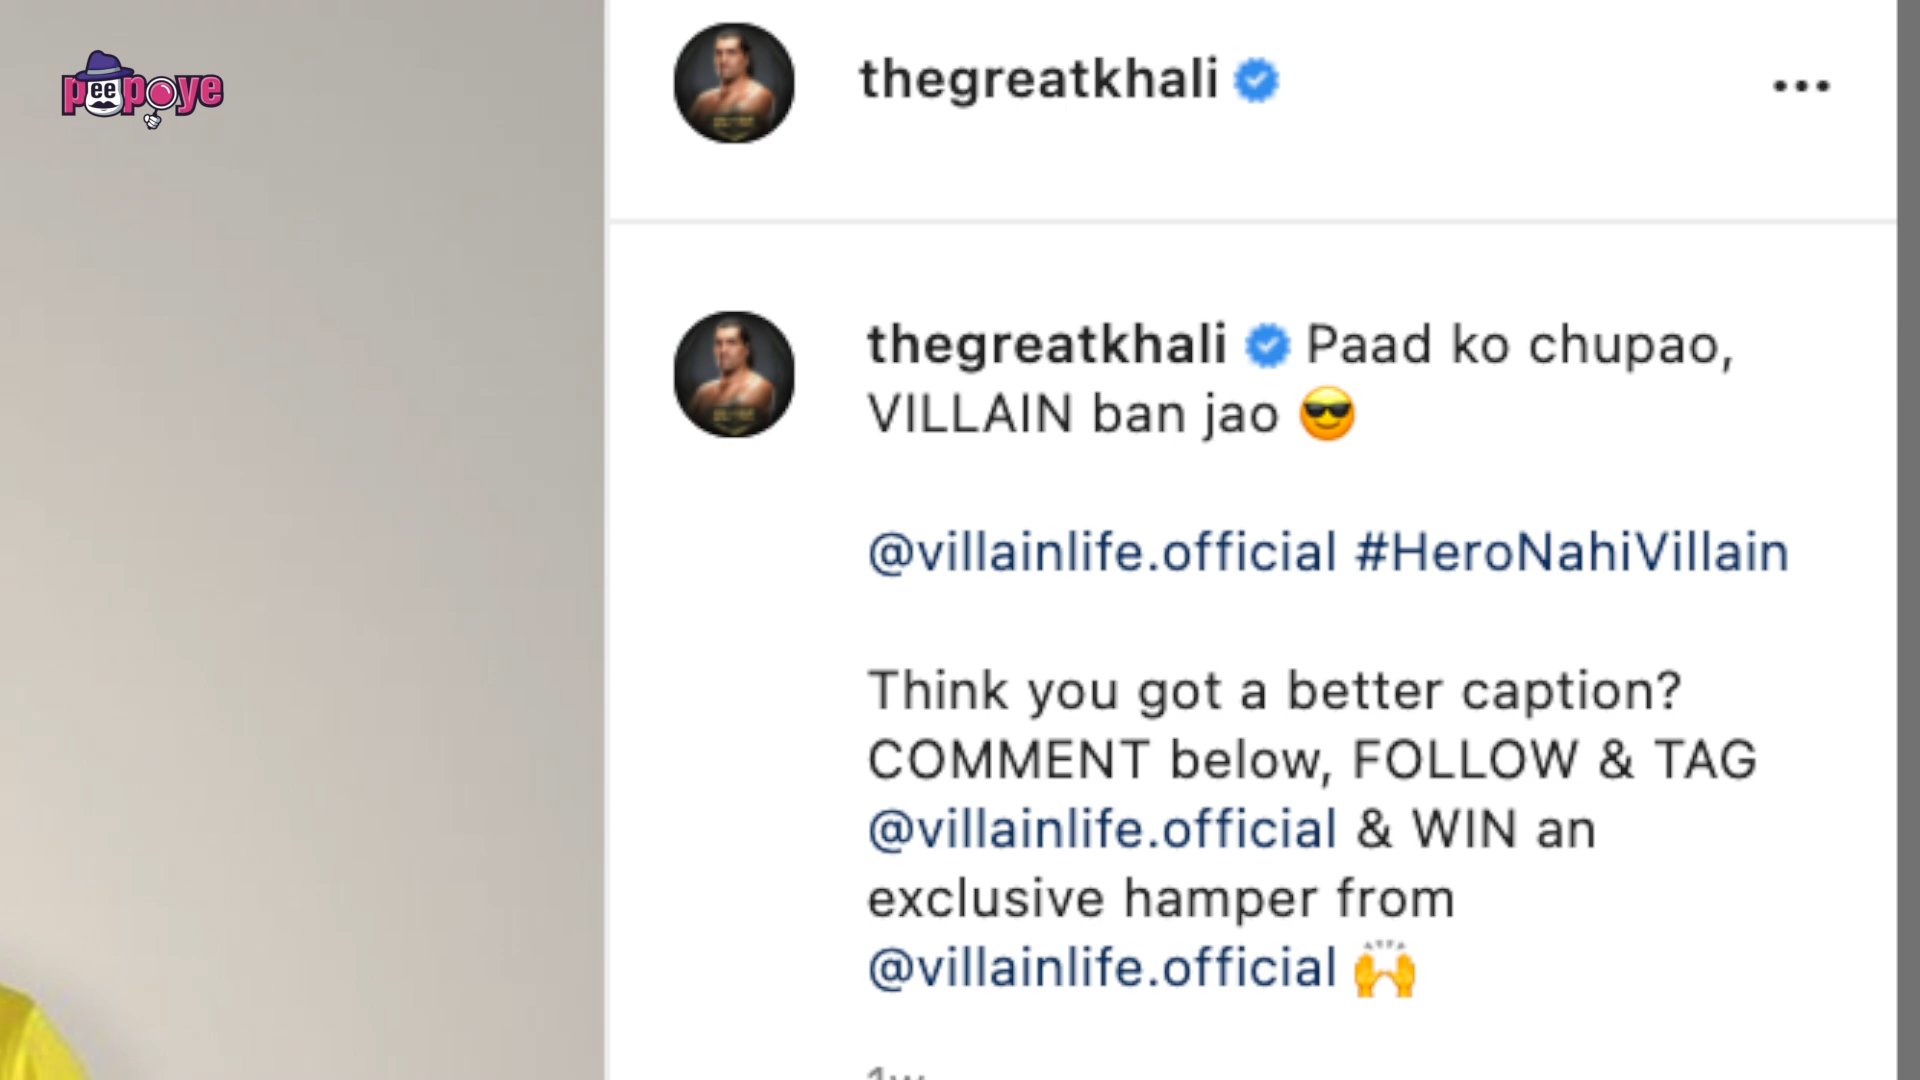 peepoye
thegreatkhali
thegreatkhali Paad ko chupao,
VILLAIN ban jao 😎
@villainlife.official #HeroNahiVillain
Think you got a better caption?
COMMENT below, FOLLOW & TAG
@villainlife.official & WIN an
exclusive hamper from
@villainlife.official 🙌
1w